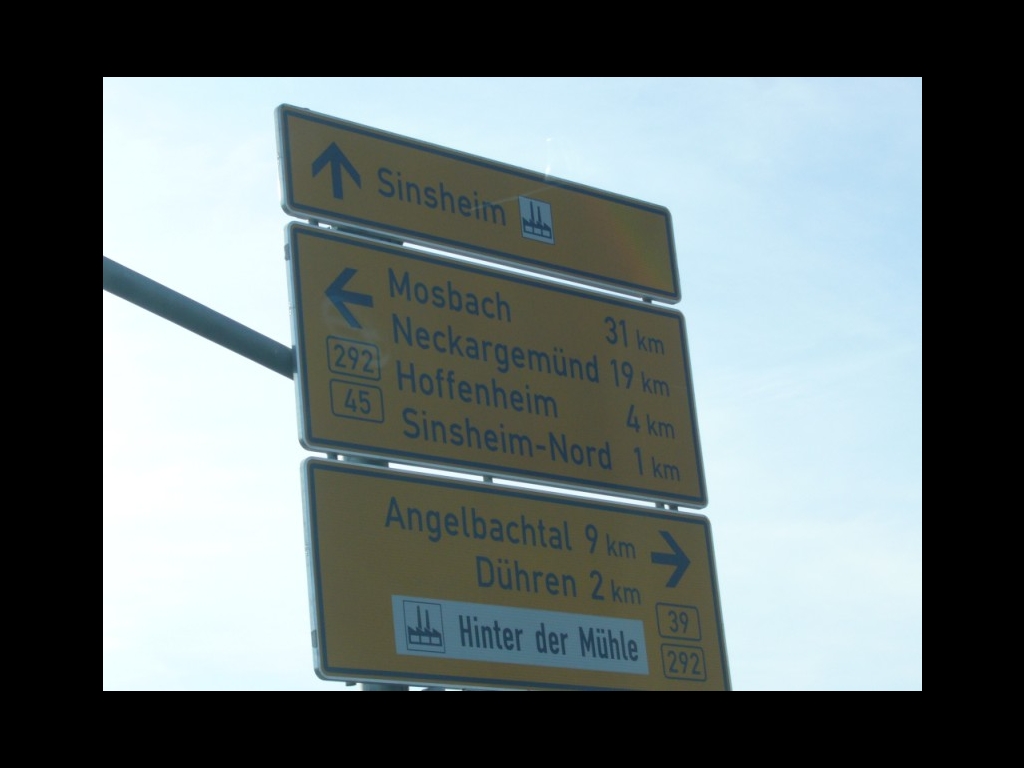 Sinsheim
Mosbach 31 km
292 Neckargemünd 19 km
45 Hoffenheim 4 km
Sinsheim-Nord 1 km
Angelbachtal 9 km
Dühren 2 km
39
Hinter der Mühle
292